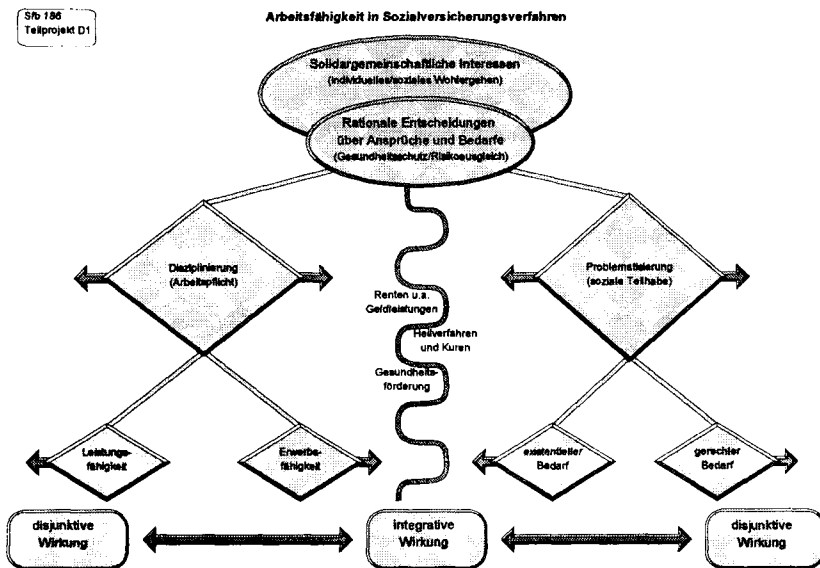 Sfb 186
Teilprojekt D1
Arbeitsfähigkeit in Sozialversicherungsverfahren
Solidargemeinschaftliche Interessen
(individuelles/soziales Wohlergehen)
Rationale Entscheidungen
über Ansprüche und Bedarfe
(Gesundheitsschutz/Risikoausgleich)
Disziplinierung
(Arbeitspflicht)
Problematisierung
(soziale Teilhabe)
Renten u.a.
Geldleistungen
Heilverfahren
und Kuren
Gesundheits-
förderung
Leistungs-
fähigkeit
Erwerbs-
fähigkeit
existentieller
Bedarf
gerechter
Bedarf
disjunktive
Wirkung
integrative
Wirkung
disjunktive
Wirkung